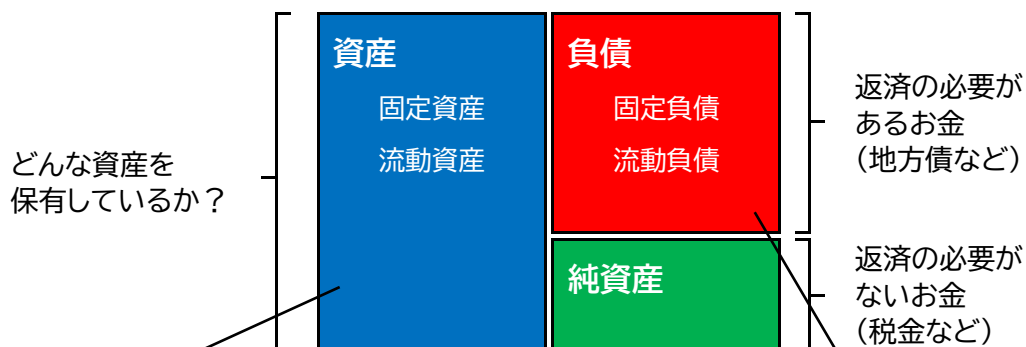 どんな資産を
保有しているか？
資産
固定資産
流動資産
負債
固定負債
流動負債
純資産
返済の必要が
あるお金
（地方債など）
返済の必要が
ないお金
（税金など）